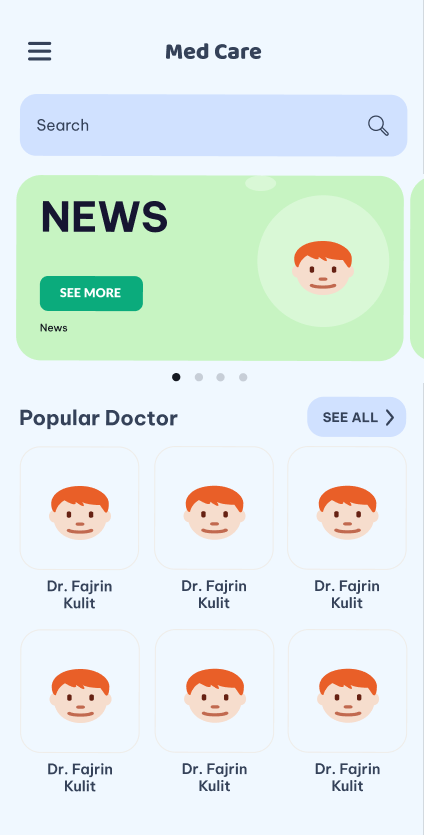 Med Care
Search
NEWS
SEE MORE
News
Popular Doctor
SEE ALL
Dr. Fajrin
Kulit
Dr. Fajrin
Kulit
Dr. Fajrin
Kulit
Dr. Fajrin
Kulit
Dr. Fajrin
Kulit
Dr. Fajrin
Kulit